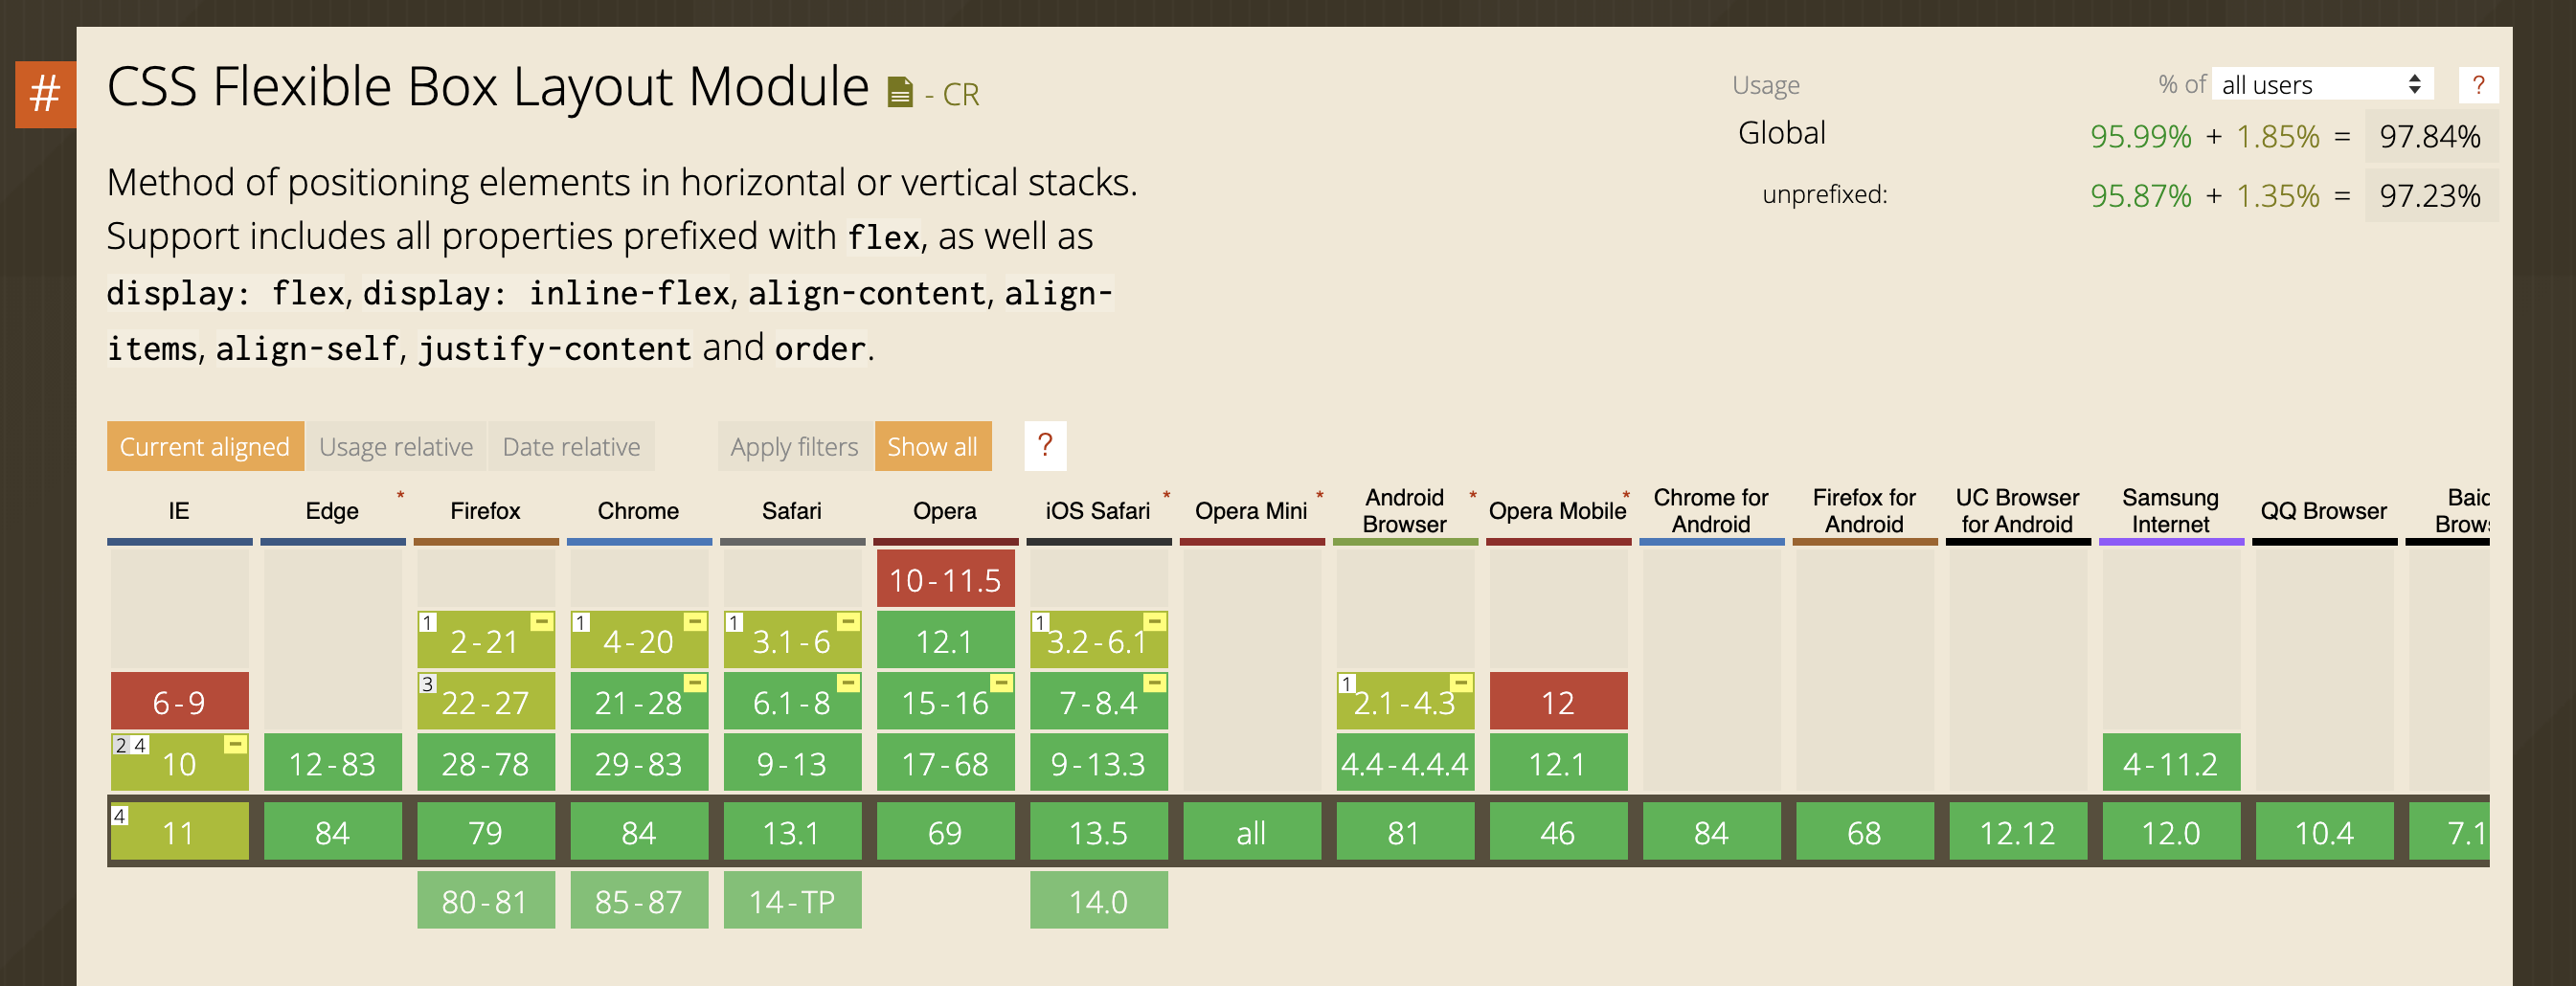 #
CSS Flexible Box Layout Module - CR
Usage % of all users ?
Global 95.99% + 1.85% = 97.84%
unprefixed: 95.87% + 1.35% = 97.23%
Method of positioning elements in horizontal or vertical stacks.
Support includes all properties prefixed with flex, as well as
display: flex, display: inline-flex, align-content, align-
items, align-self, justify-content and order.
Current aligned Usage relative Date relative Apply filters Show all ?
IE Edge * Firefox Chrome Safari Opera iOS Safari * Opera Mini * Android Browser * Opera Mobile * Chrome for Android Firefox for Android UC Browser for Android Samsung Internet QQ Browser
10-11.5
1 2-21 - 1 4-20 - 1 3.1-6 - 12.1 1 3.2-6.1 -
6-9 3 22-27 21-28 - 6.1-8 - 15-16 - 7-8.4 - 1 2.1-4.3 - 12
2 4 10 - 12-83 28-78 29-83 9-13 17-68 9-13.3 4.4-4.4.4 12.1 4-11.2
4 11 84 79 84 13.1 69 13.5 all 81 46 84 68 12.12 12.0 10.4 7.1
80-81 85-87 14-TP 14.0